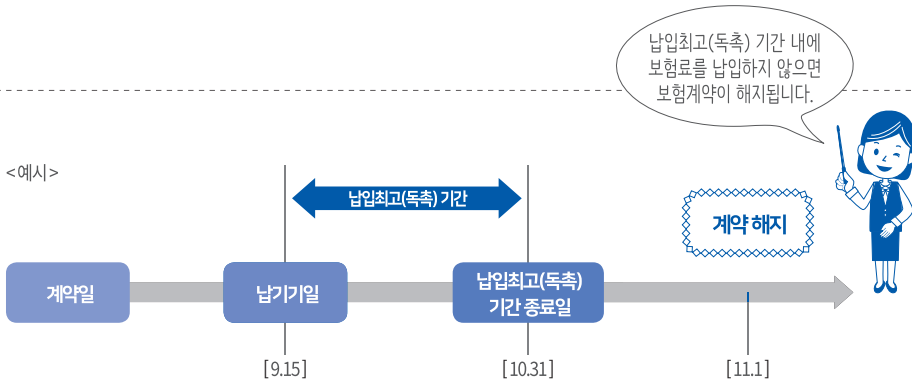 납입최고(독촉) 기간 내에
보험료를 납입하지 않으면
보험계약이 해지됩니다.
<예시>
납입최고(독촉) 기간
계약 해지
계약일
납기기일
납입최고(독촉)
기간 종료일
[9.15]
[10.31]
[11.1]